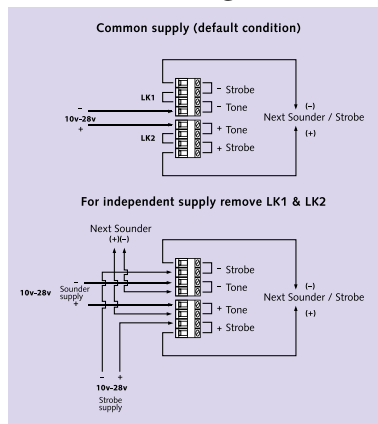 Common supply (default condition)
LK1
– Strobe
– Tone
–
10v–28v
+
LK2
+ Tone
+ Strobe
(–)
Next Sounder / Strobe
(+)
For independent supply remove LK1 & LK2
Next Sounder
(+)(–)
– Strobe
– Tone
–
10v–28v
Sounder
supply
+
+ Tone
+ Strobe
(–)
Next Sounder / Strobe
(+)
– +
10v–28v
Strobe
supply